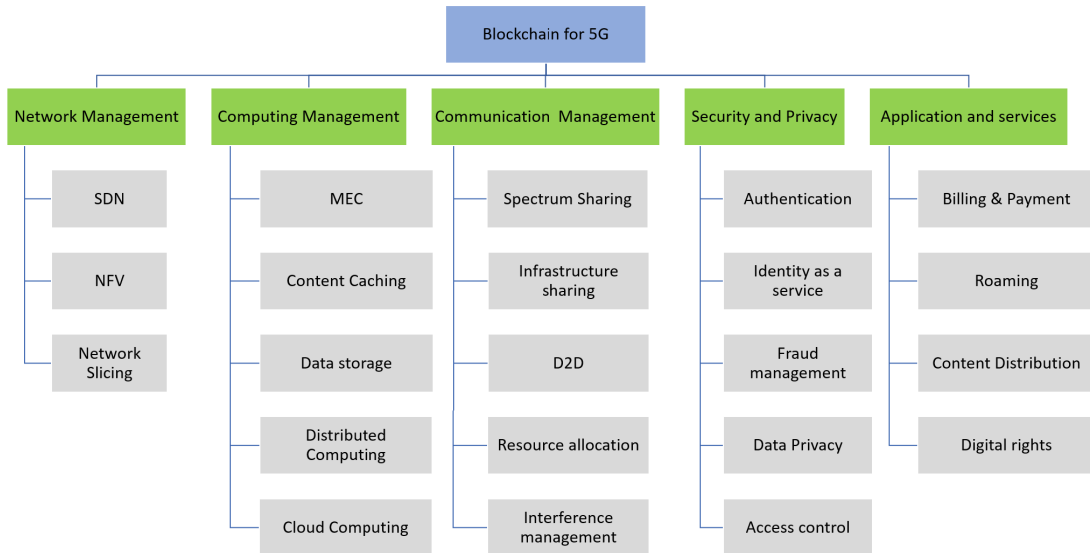 Blockchain for 5G
Network Management
SDN
NFV
Network
Slicing
Computing Management
MEC
Content Caching
Data storage
Distributed
Computing
Cloud Computing
Communication Management
Spectrum Sharing
Infrastructure
sharing
D2D
Resource allocation
Interference
management
Security and Privacy
Authentication
Identity as a
service
Fraud
management
Data Privacy
Access control
Application and services
Billing & Payment
Roaming
Content Distribution
Digital rights